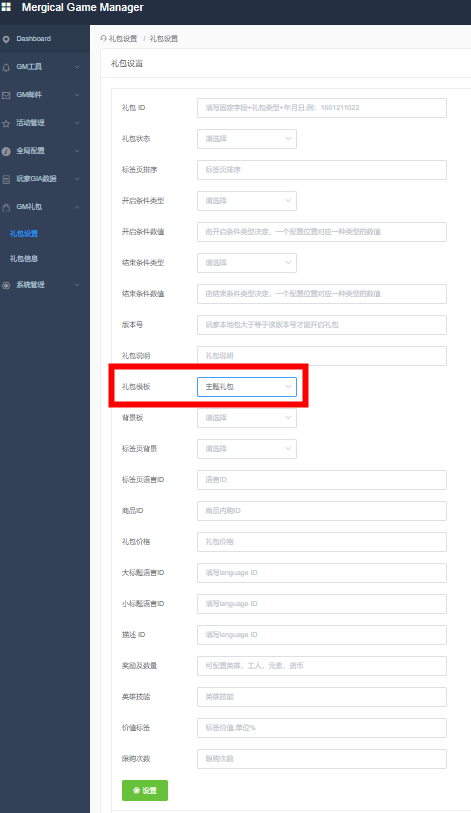 Mergical Game Manager
Dashboard
GM工具
GM邮件
活动管理
全局配置
玩家GIA数据
GM礼包
礼包设置
礼包信息
系统管理
礼包设置 / 礼包设置
礼包设置
礼包 ID 填写固定字段+礼包类型+年月日,例：1601211022
礼包状态 请选择
标签页排序 标签页排序
开启条件类型 请选择
开启条件数值 由开启条件类型决定，一个配置位置对应一种类型的数值
结束条件类型 请选择
结束条件数值 由结束条件类型决定，一个配置位置对应一种类型的数值
版本号 玩家本地包大于等于该版本号才能开启礼包
礼包说明 礼包说明
礼包模板 主题礼包
背景板 请选择
标签页背景 请选择
标签页语言ID 语言ID
商品ID 商品内购ID
礼包价格 礼包价格
大标题语言ID 填写language ID
小标题语言ID 填写language ID
描述 ID 填写language ID
奖励及数量 可配置英雄，工人，元素，货币
英雄技能 英雄技能
价值标签 标签价值,单位%
限购次数 限购次数
设置